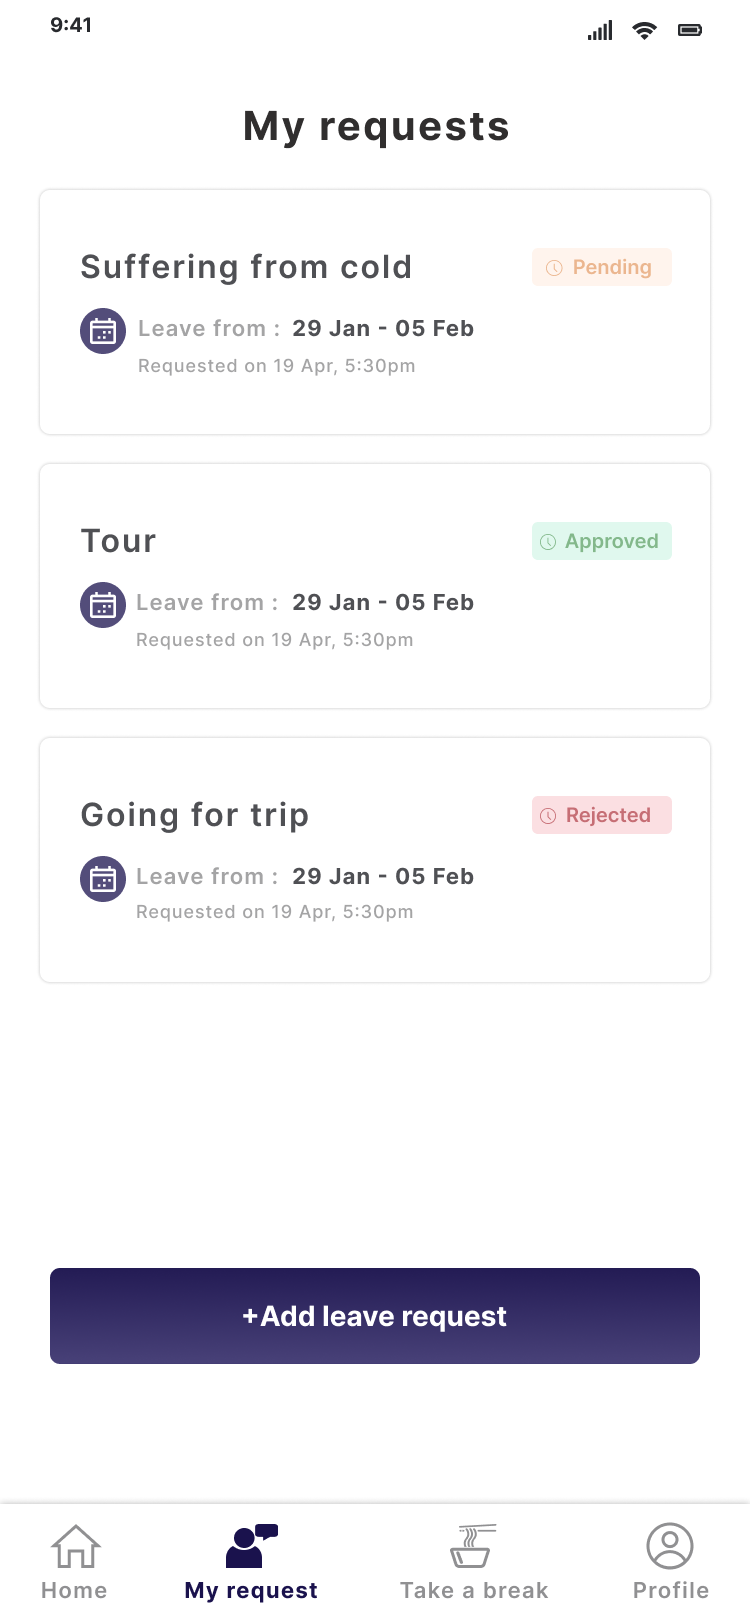 9:41
My requests
Suffering from cold
Pending
Leave from : 29 Jan - 05 Feb
Requested on 19 Apr, 5:30pm
Tour
Approved
Leave from : 29 Jan - 05 Feb
Requested on 19 Apr, 5:30pm
Going for trip
Rejected
Leave from : 29 Jan - 05 Feb
Requested on 19 Apr, 5:30pm
+Add leave request
Home
My request
Take a break
Profile